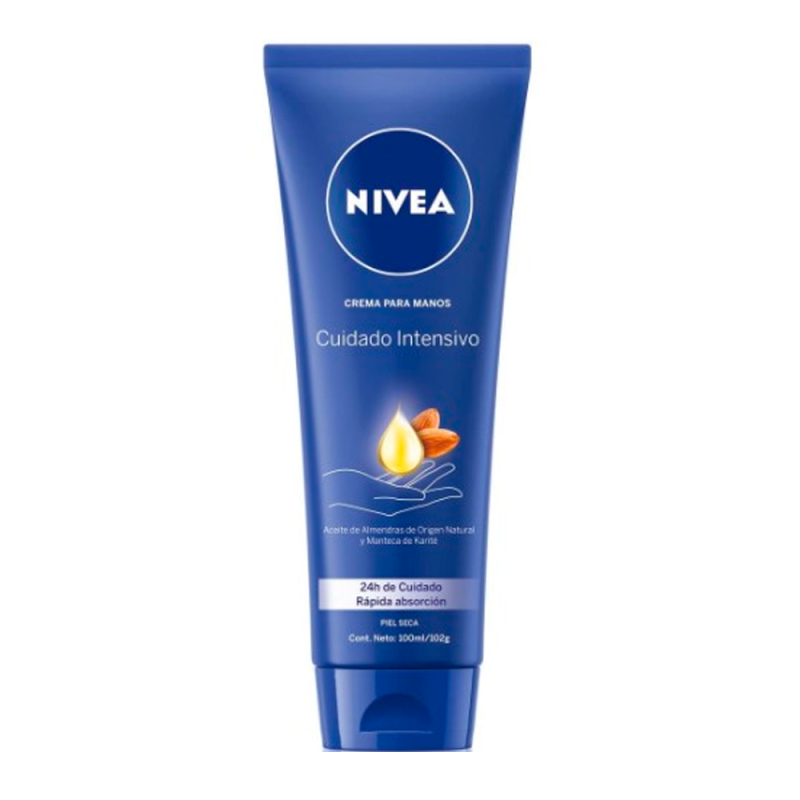 NIVEA
CREMA PARA MANOS
Cuidado Intensivo
Aceite de Almendras de Origen Natural
y Manteca de Karité
24h de Cuidado
Rápida absorción
PIEL SECA
Cont. Neto: 100ml/102g